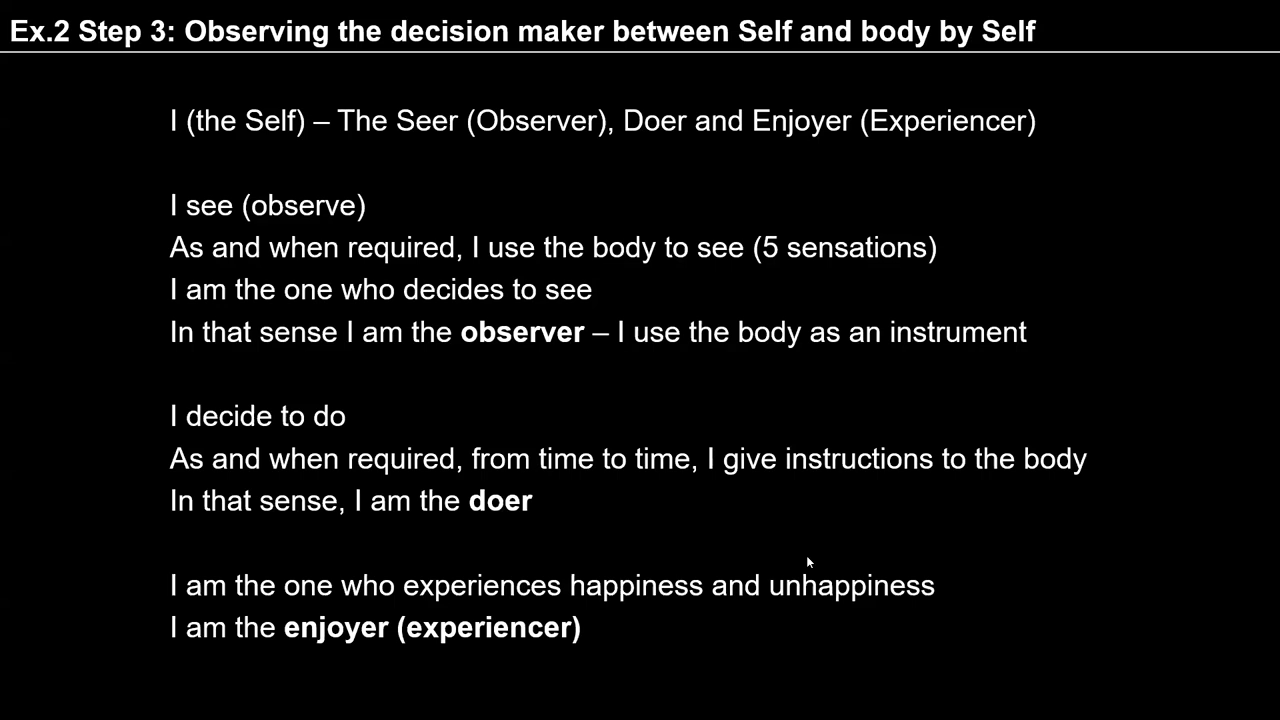 Ex.2 Step 3: Observing the decision maker between Self and body by Self
I (the Self) – The Seer (Observer), Doer and Enjoyer (Experiencer)
I see (observe)
As and when required, I use the body to see (5 sensations)
I am the one who decides to see
In that sense I am the observer – I use the body as an instrument
I decide to do
As and when required, from time to time, I give instructions to the body
In that sense, I am the doer
I am the one who experiences happiness and unhappiness
I am the enjoyer (experiencer)